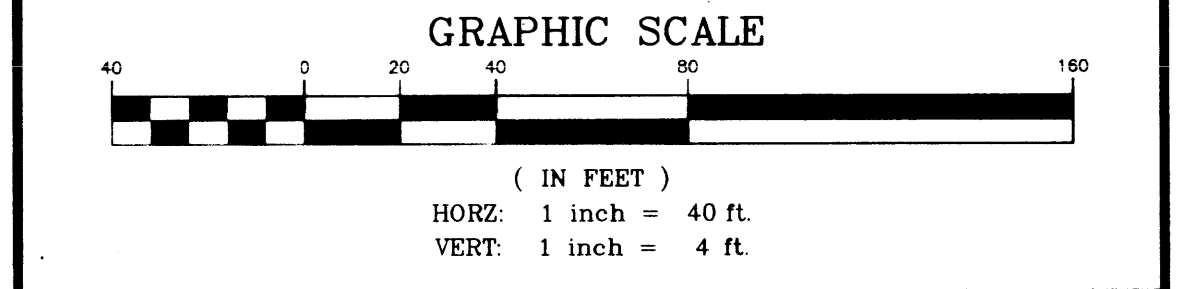 GRAPHIC SCALE
40 0 20 40 80 160
( IN FEET )
HORZ: 1 inch = 40 ft.
VERT: 1 inch = 4 ft.